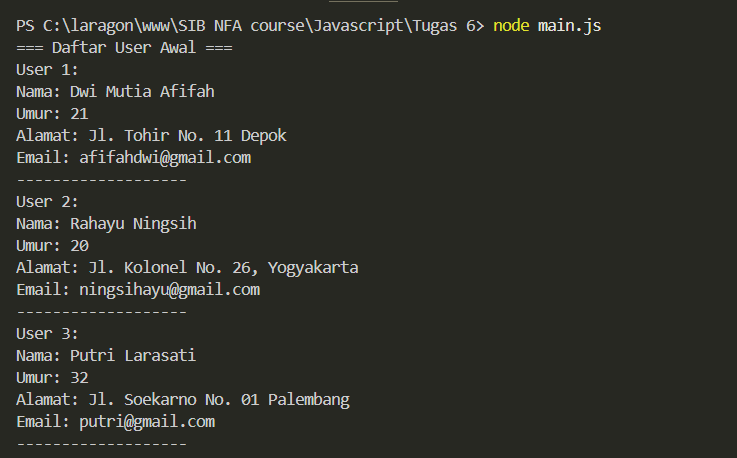 PS C:\laragon\www\SIB NFA course\Javascript\Tugas 6> node main.js
=== Daftar User Awal ===
User 1:
Nama: Dwi Mutia Afifah
Umur: 21
Alamat: Jl. Tohir No. 11 Depok
Email: afifahdwi@gmail.com
-------------------
User 2:
Nama: Rahayu Ningsih
Umur: 20
Alamat: Jl. Kolonel No. 26, Yogyakarta
Email: ningsihayu@gmail.com
-------------------
User 3:
Nama: Putri Larasati
Umur: 32
Alamat: Jl. Soekarno No. 01 Palembang
Email: putri@gmail.com
-------------------